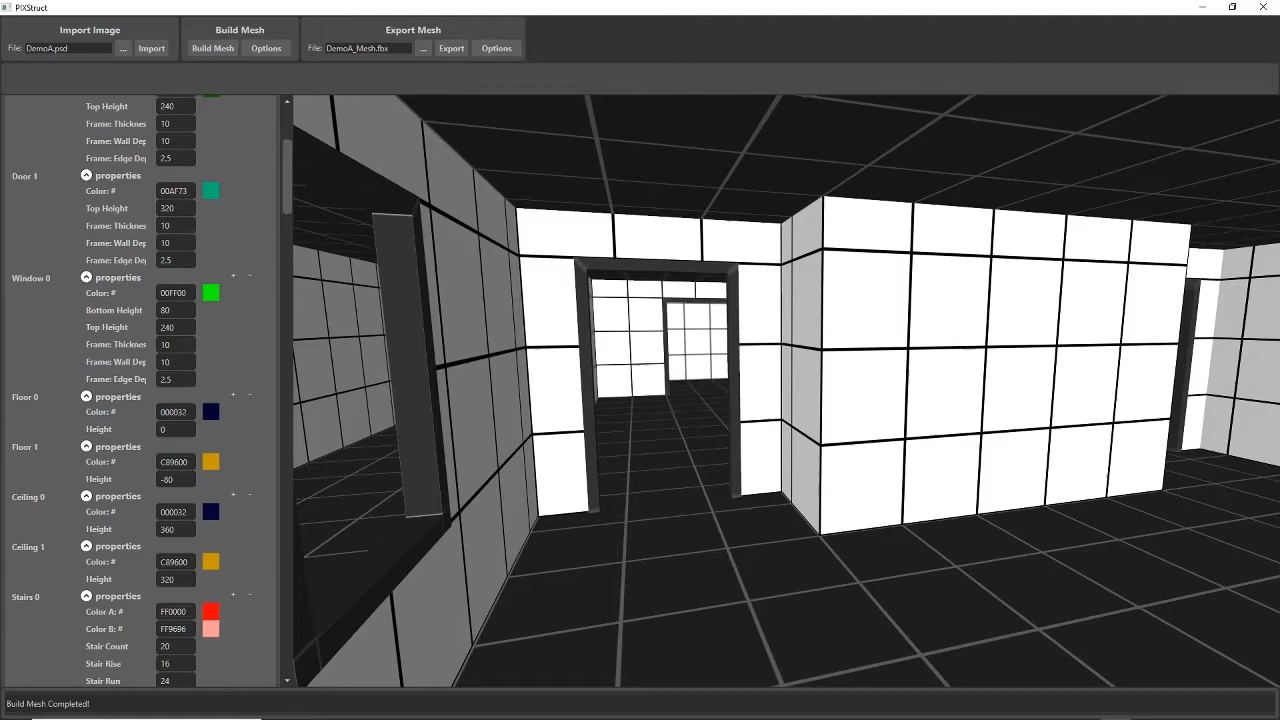 PIXStruct
Import Image
Build Mesh
Export Mesh
File: DemoA.psd ... Import
Build Mesh Options
File: DemoA_Mesh.fbx ... Export Options
Top Height 240
Frame: Thicknes 10
Frame: Wall Dep 10
Frame: Edge Dep 2.5
Door 1 properties
Color: # 00AF73
Top Height 320
Frame: Thicknes 10
Frame: Wall Dep 10
Frame: Edge Dep 2.5
Window 0 properties + -
Color: # 00FF00
Bottom Height 80
Top Height 240
Frame: Thicknes 10
Frame: Wall Dep 10
Frame: Edge Dep 2.5
Floor 0 properties + -
Color: # 000032
Height 0
Floor 1 properties
Color: # C89600
Height -80
Ceiling 0 properties + -
Color: # 000032
Height 360
Ceiling 1 properties
Color: # C89600
Height 320
Stairs 0 properties + -
Color A: # FF0000
Color B: # FF9696
Stair Count 20
Stair Rise 16
Stair Run 24
Build Mesh Completed!